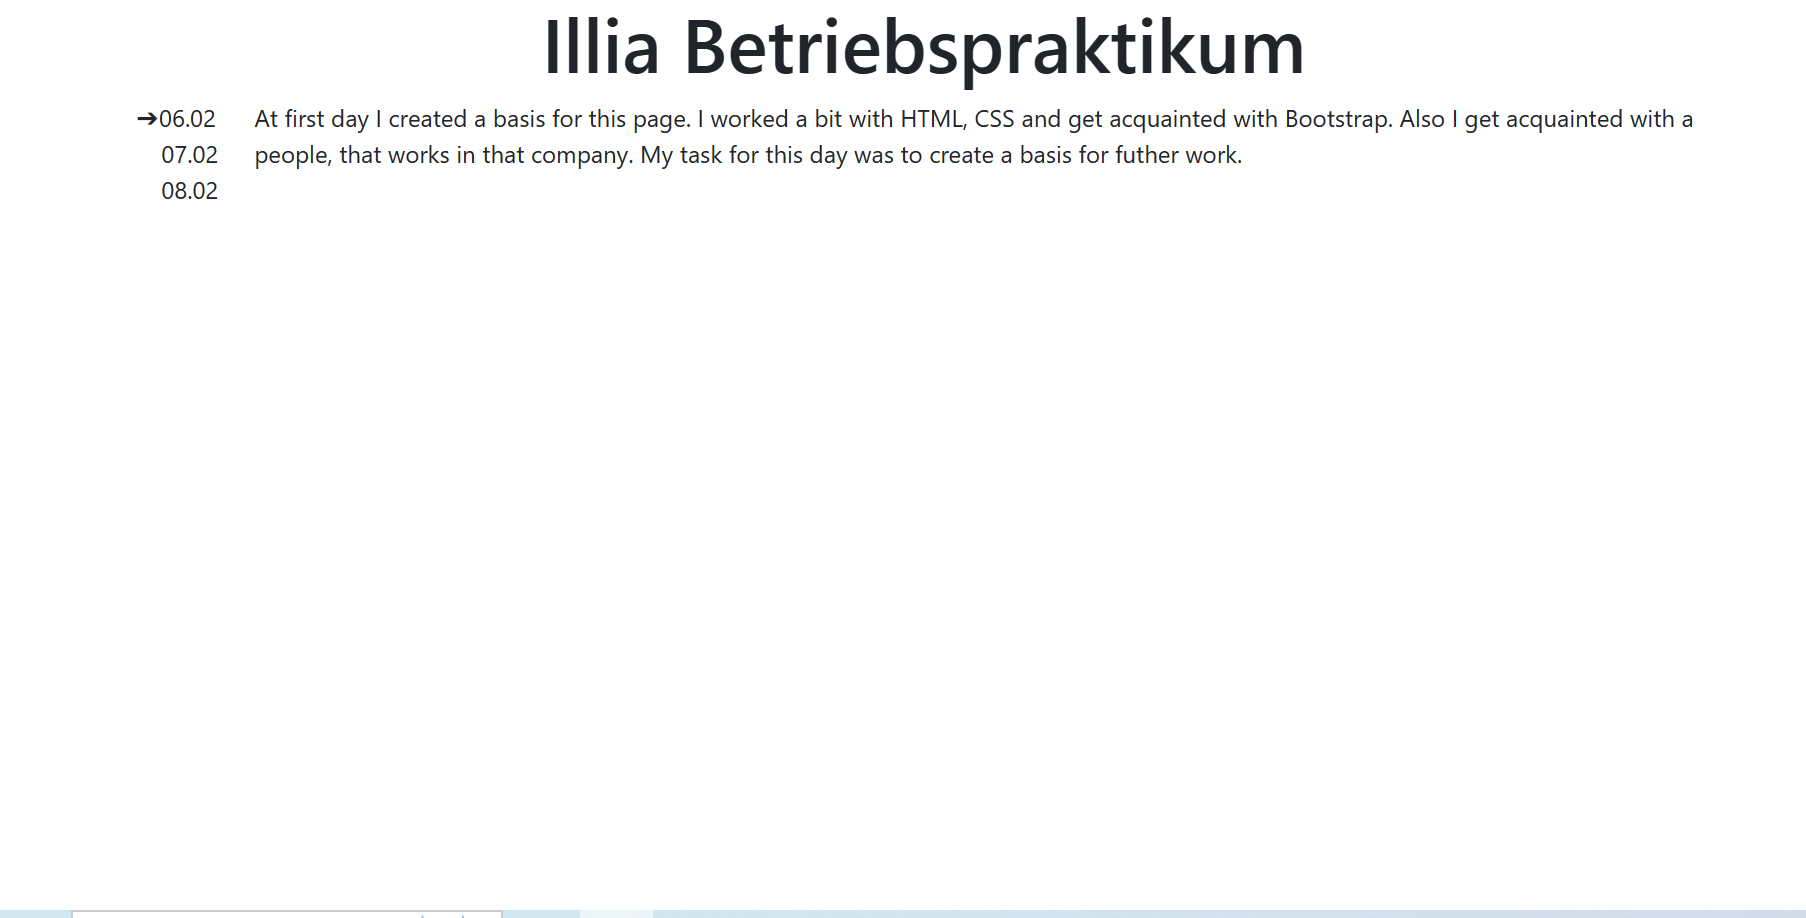 Illia Betriebspraktikum
➔06.02
07.02
08.02
At first day I created a basis for this page. I worked a bit with HTML, CSS and get acquainted with Bootstrap. Also I get acquainted with a
people, that works in that company. My task for this day was to create a basis for futher work.